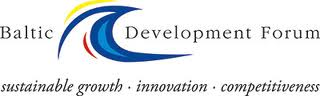 Baltic Development Forum
sustainable growth · innovation · competitiveness